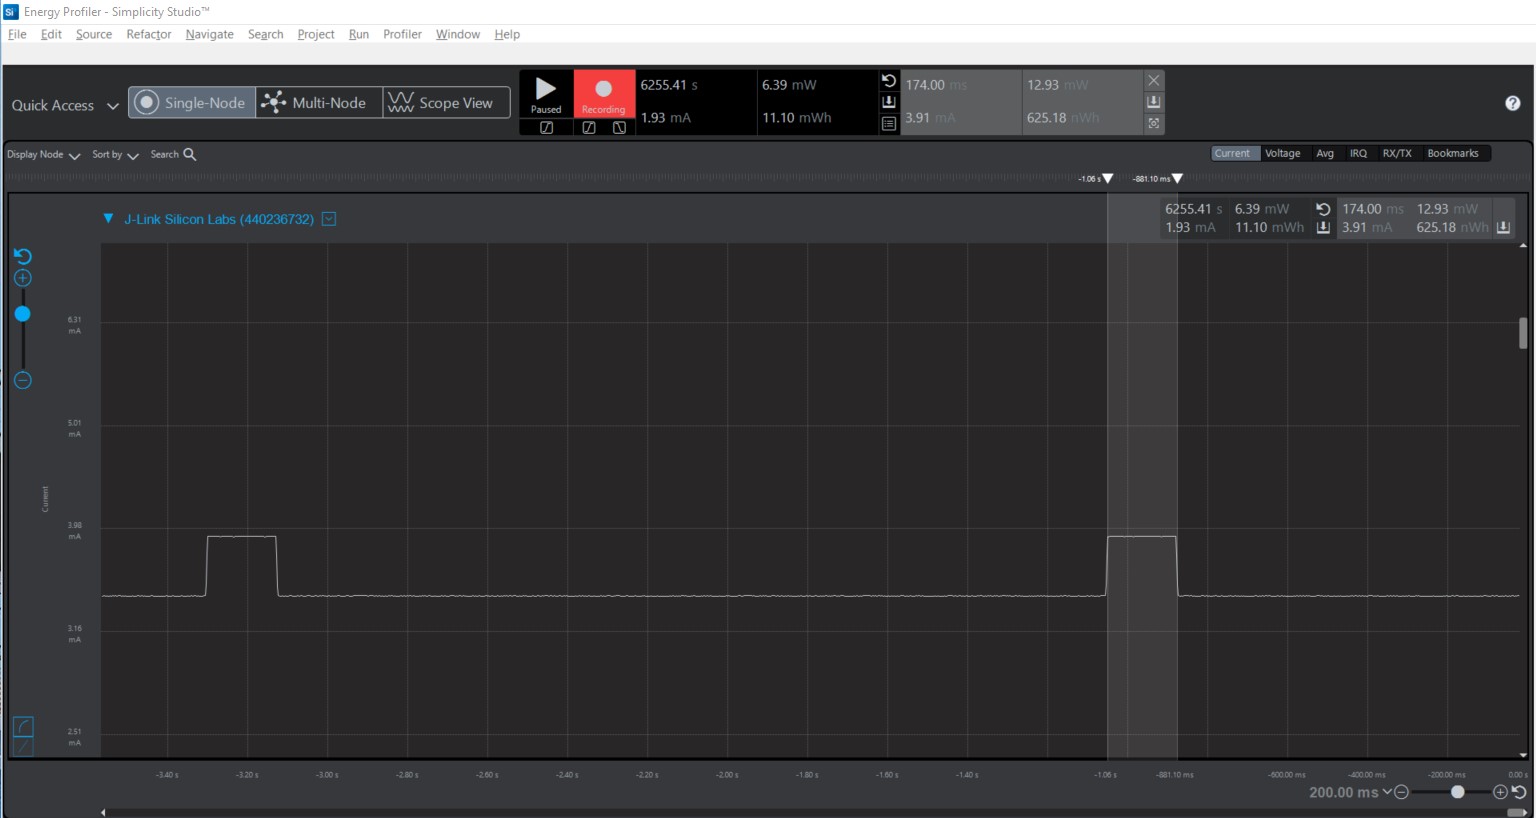 Si Energy Profiler - Simplicity Studio™
File Edit Source Refactor Navigate Search Project Run Profiler Window Help
Quick Access Single-Node Multi-Node Scope View
Paused Recording
6255.41 s 6.39 mW 174.00 ms 12.93 mW
1.93 mA 11.10 mWh 3.91 mA 625.18 nWh
Display Node Sort by Search Current Voltage Avg IRQ RX/TX Bookmarks
-1.06 s -881.10 ms
J-Link Silicon Labs (440236732)
6255.41 s 6.39 mW 174.00 ms 12.93 mW
1.93 mA 11.10 mWh 3.91 mA 625.18 nWh
6.31
mA
5.01
mA
Current
3.98
mA
3.16
mA
2.51
mA
-3.40 s -3.20 s -3.00 s -2.80 s -2.60 s -2.40 s -2.20 s -2.00 s -1.80 s -1.60 s -1.40 s -1.06 s -881.10 ms -600.00 ms -400.00 ms -200.00 ms 0.00 s
200.00 ms